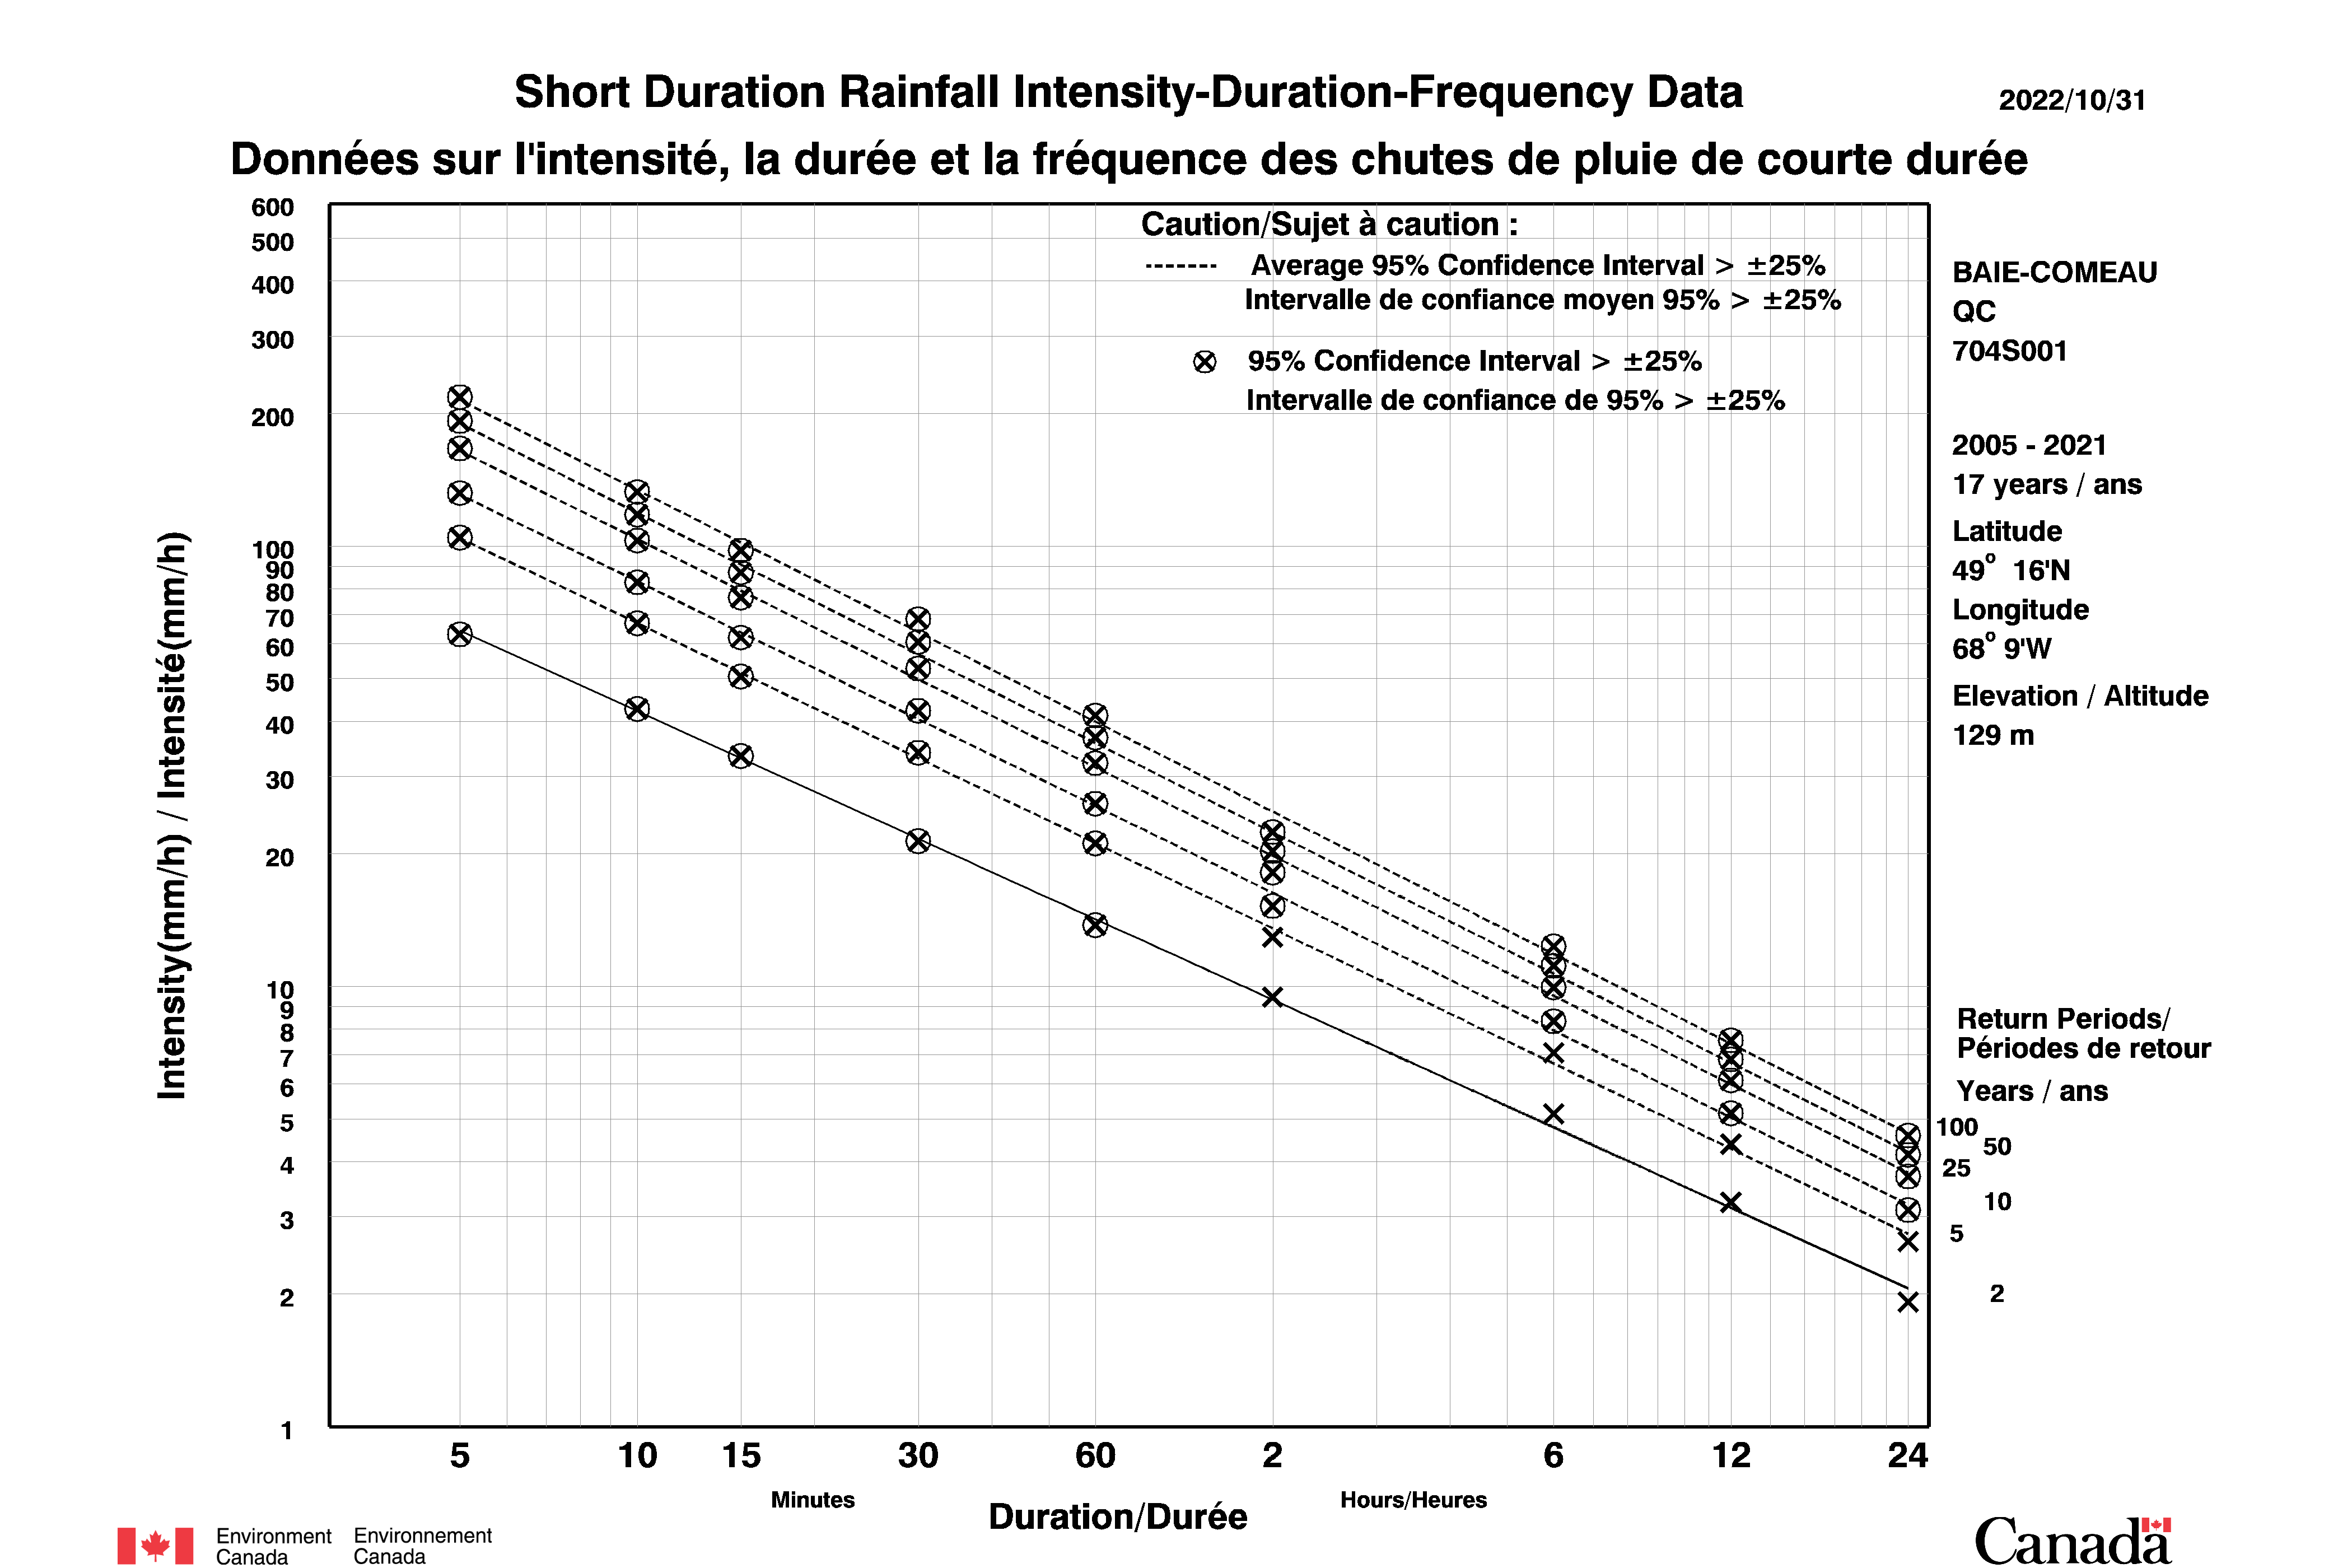 Short Duration Rainfall Intensity-Duration-Frequency Data
2022/10/31
Données sur l'intensité, la durée et la fréquence des chutes de pluie de courte durée
Caution/Sujet à caution :
Average 95% Confidence Interval > ±25%
Intervalle de confiance moyen 95% > ±25%
95% Confidence Interval > ±25%
Intervalle de confiance de 95% > ±25%
BAIE-COMEAU
QC
704S001
2005 - 2021
17 years / ans
Latitude
49° 16'N
Longitude
68° 9'W
Elevation / Altitude
129 m
Return Periods/
Périodes de retour
Years / ans
100
50
25
10
5
2
Intensity(mm/h) / Intensité(mm/h)
600
500
400
300
200
100
90
80
70
60
50
40
30
20
10
9
8
7
6
5
4
3
2
1
5 10 15 30 60 2 6 12 24
Minutes
Hours/Heures
Duration/Durée
Environment Environnement
Canada Canada
Canada